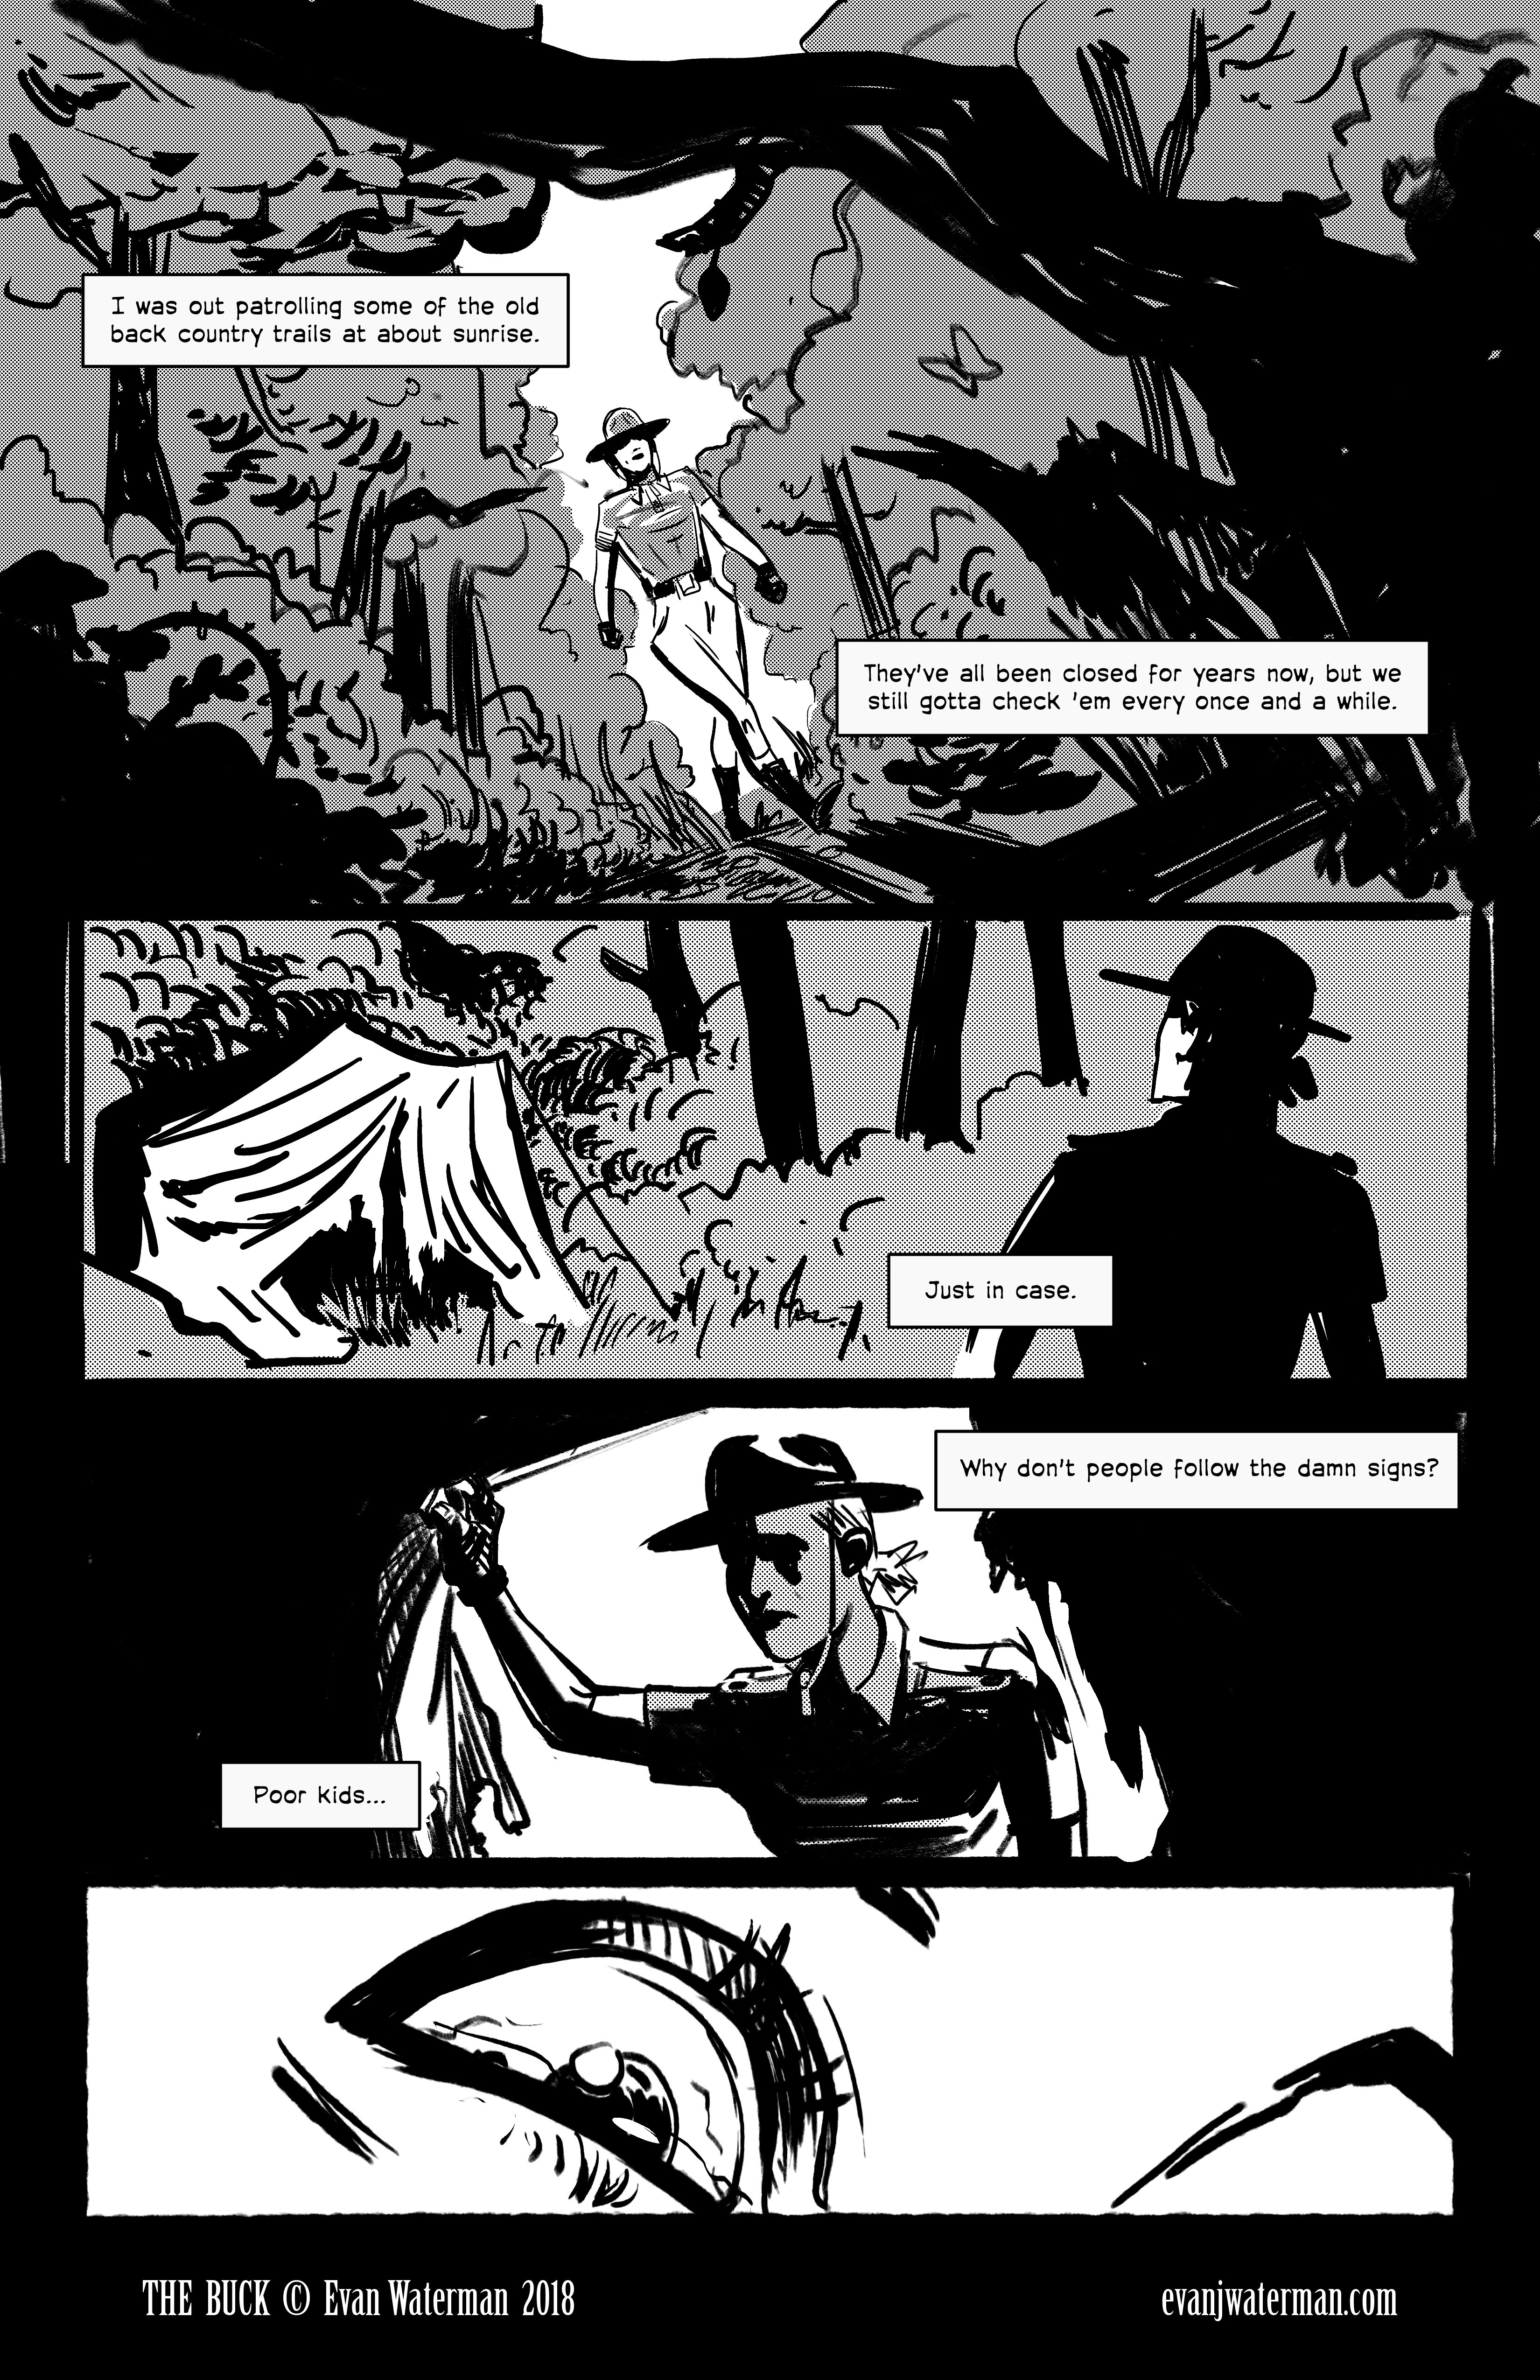 I was out patrolling some of the old
back country trails at about sunrise.
They've all been closed for years now, but we
still gotta check 'em every once and a while.
Just in case.
Why don't people follow the damn signs?
Poor kids...
THE BUCK © Evan Waterman 2018
evanjwaterman.com